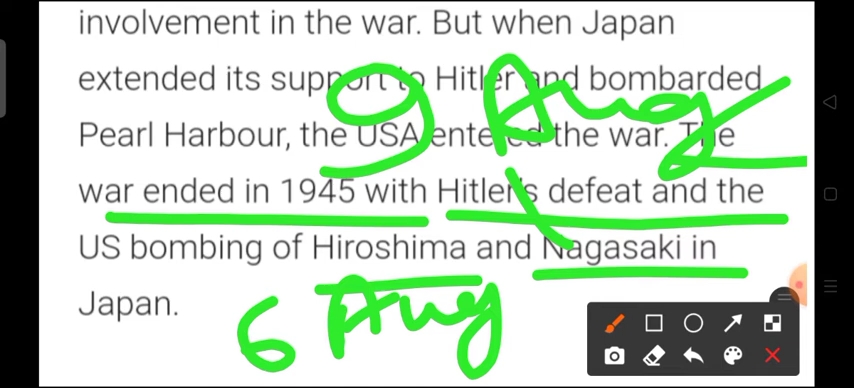 involvement in the war. But when Japan
extended its support to Hitler and bombarded
9 Aug
Pearl Harbour, the USA entered the war. The
war ended in 1945 with Hitler's defeat and the
US bombing of Hiroshima and Nagasaki in
Japan.
6 Aug